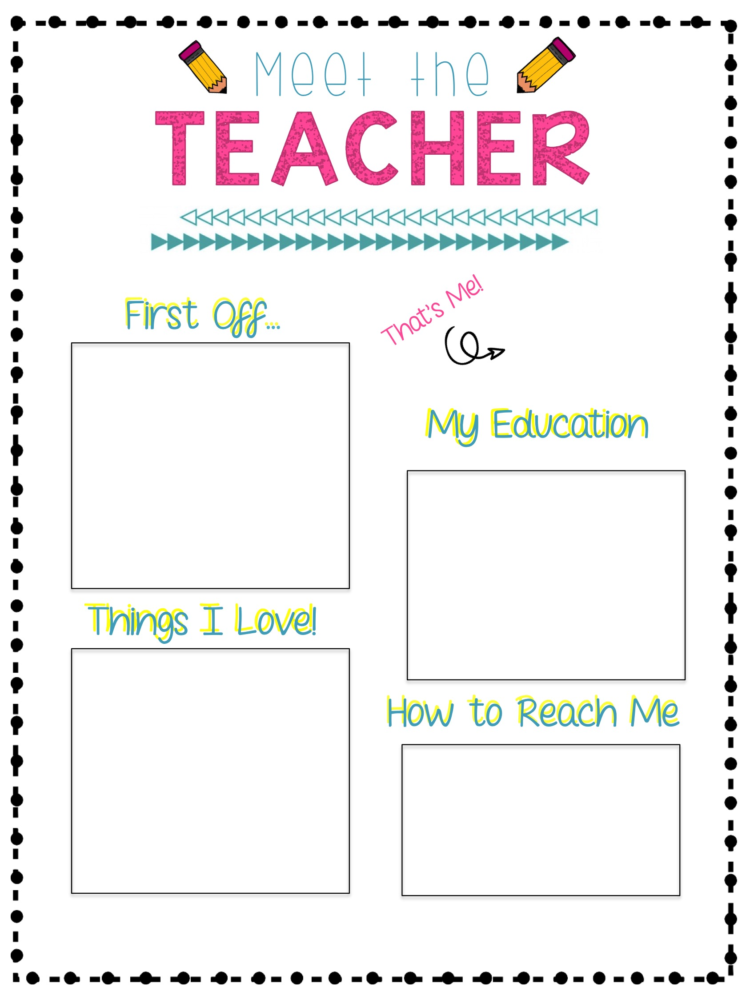 Meet the
TEACHER
First Off...
That's Me!
My Education
Things I Love!
How to Reach Me